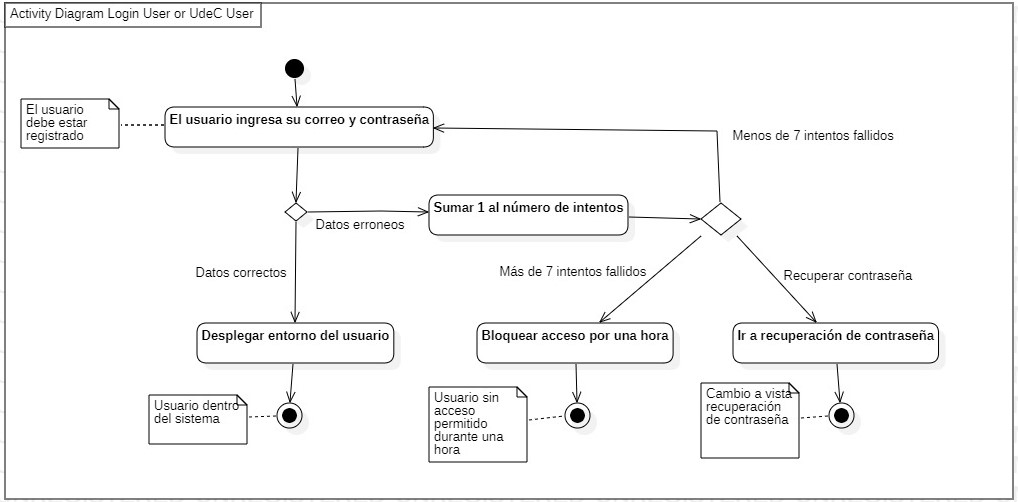 Activity Diagram Login User or UdeC User
El usuario
debe estar
registrado
El usuario ingresa su correo y contraseña
Menos de 7 intentos fallidos
Sumar 1 al número de intentos
Datos erroneos
Datos correctos
Más de 7 intentos fallidos
Recuperar contraseña
Desplegar entorno del usuario
Bloquear acceso por una hora
Ir a recuperación de contraseña
Usuario dentro
del sistema
Usuario sin
acceso
permitido
durante una
hora
Cambio a vista
recuperación
de contraseña